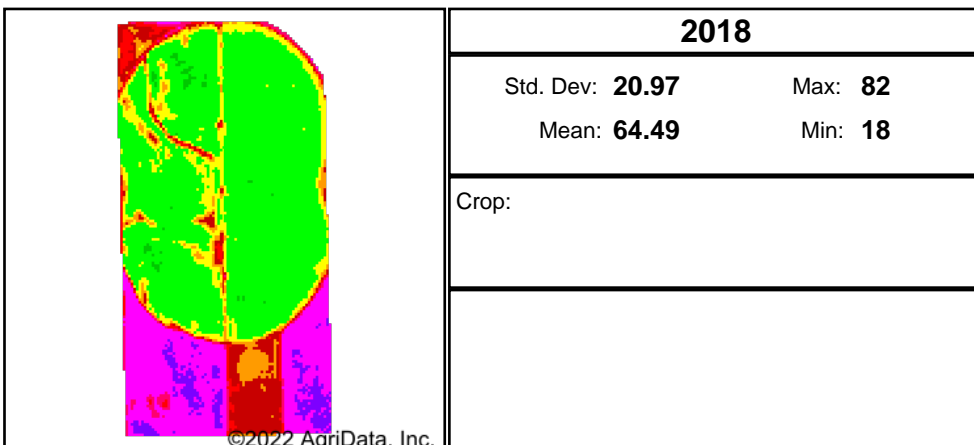 2018
Std. Dev: 20.97 Max: 82
Mean: 64.49 Min: 18
Crop:
©2022 AgriData, Inc.